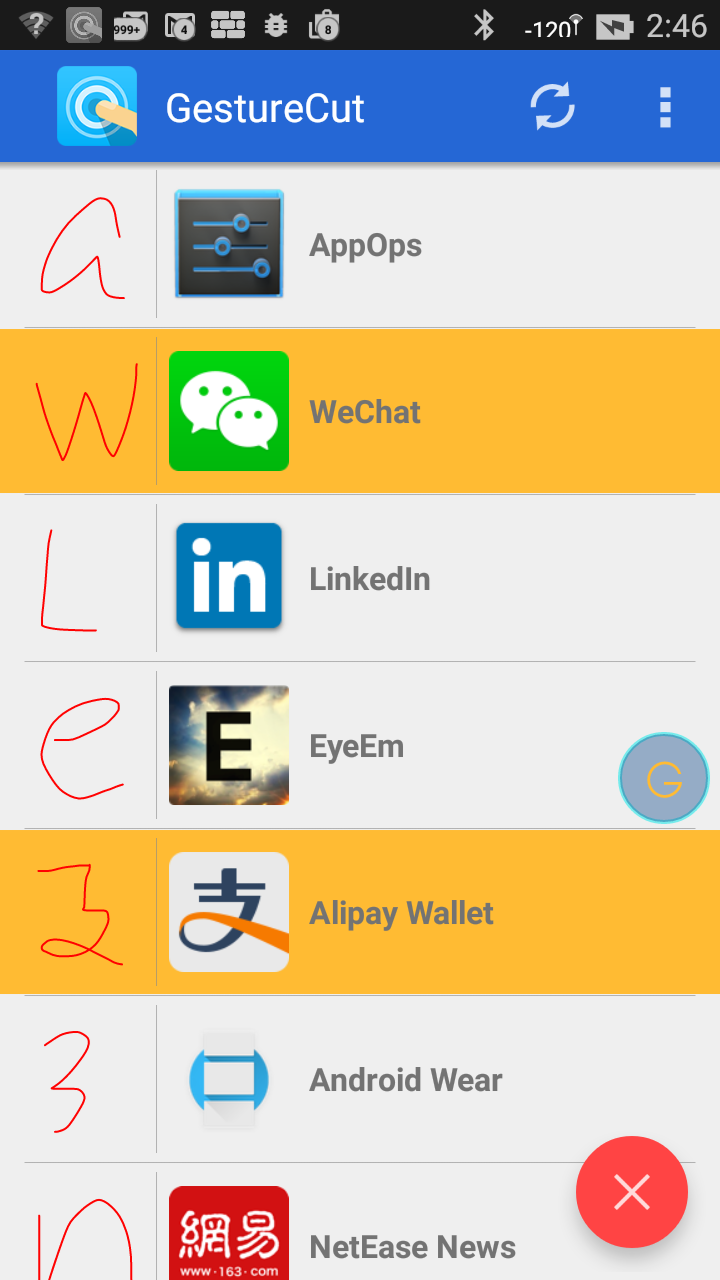 999+ 4 8 -120 2:46
GestureCut
a AppOps
W WeChat
L in LinkedIn
e E EyeEm
G
支 Alipay Wallet
3 Android Wear
n 網易 NetEase News
www·163·com